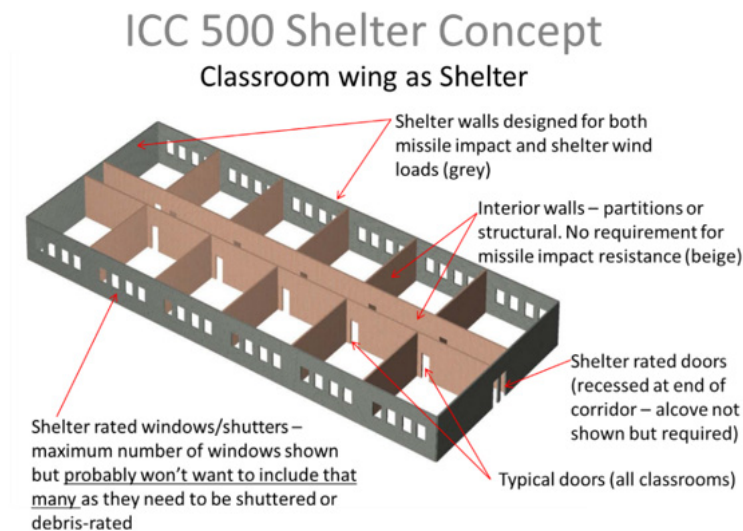 ICC 500 Shelter Concept
Classroom wing as Shelter
Shelter walls designed for both
missile impact and shelter wind
loads (grey)
Interior walls – partitions or
structural. No requirement for
missile impact resistance (beige)
Shelter rated doors
(recessed at end of
corridor – alcove not
shown but required)
Typical doors (all classrooms)
Shelter rated windows/shutters –
maximum number of windows shown
but probably won’t want to include that
many as they need to be shuttered or
debris-rated